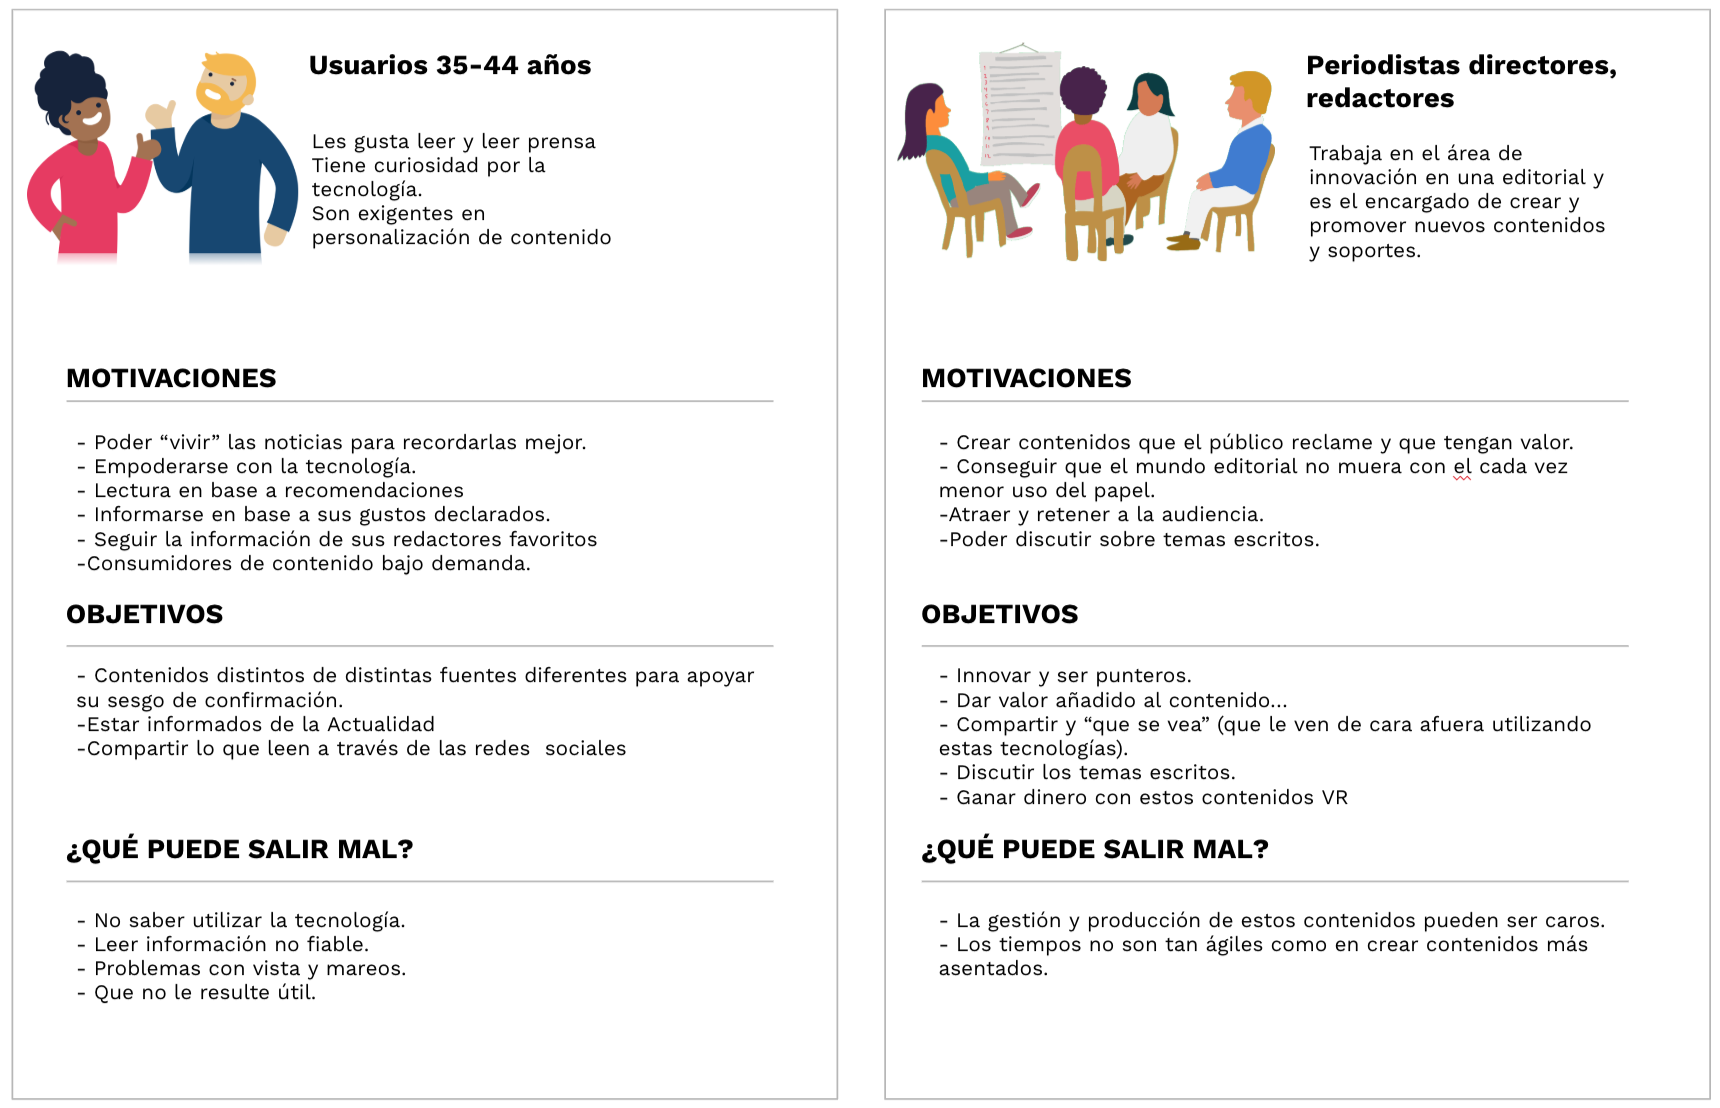 Usuarios 35-44 años
Les gusta leer y leer prensa
Tiene curiosidad por la
tecnología.
Son exigentes en
personalización de contenido
MOTIVACIONES
- Poder “vivir” las noticias para recordarlas mejor.
- Empoderarse con la tecnología.
- Lectura en base a recomendaciones
- Informarse en base a sus gustos declarados.
- Seguir la información de sus redactores favoritos
-Consumidores de contenido bajo demanda.
OBJETIVOS
- Contenidos distintos de distintas fuentes diferentes para apoyar
su sesgo de confirmación.
-Estar informados de la Actualidad
-Compartir lo que leen a través de las redes  sociales
¿QUÉ PUEDE SALIR MAL?
- No saber utilizar la tecnología.
- Leer información no fiable.
- Problemas con vista y mareos.
- Que no le resulte útil.
Periodistas directores,
redactores
Trabaja en el área de
innovación en una editorial y
es el encargado de crear y
promover nuevos contenidos
y soportes.
MOTIVACIONES
- Crear contenidos que el público reclame y que tengan valor.
- Conseguir que el mundo editorial no muera con el cada vez
menor uso del papel.
-Atraer y retener a la audiencia.
-Poder discutir sobre temas escritos.
OBJETIVOS
- Innovar y ser punteros.
- Dar valor añadido al contenido...
- Compartir y “que se vea” (que le ven de cara afuera utilizando
estas tecnologías).
- Discutir los temas escritos.
- Ganar dinero con estos contenidos VR
¿QUÉ PUEDE SALIR MAL?
- La gestión y producción de estos contenidos pueden ser caros.
- Los tiempos no son tan ágiles como en crear contenidos más
asentados.